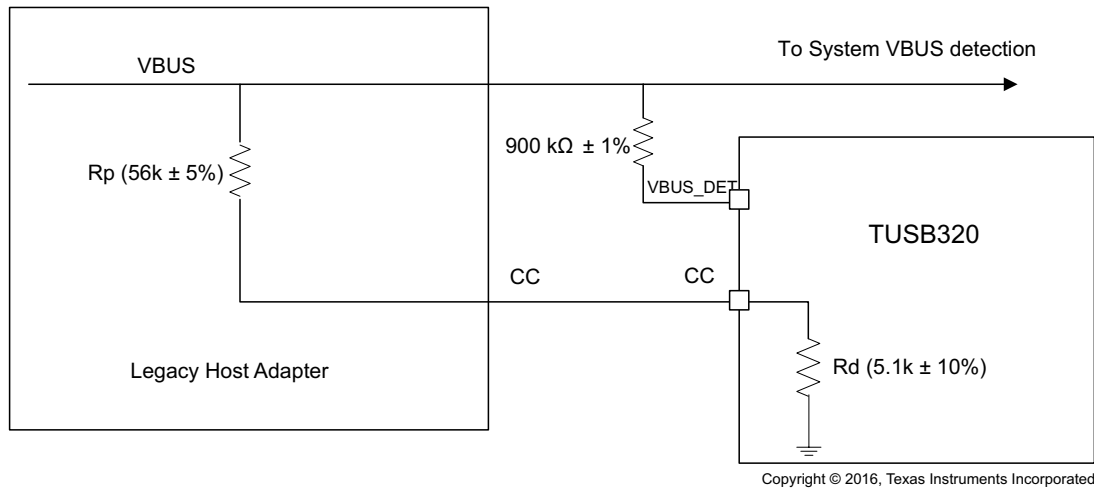 To System VBUS detection
VBUS
900 kΩ ± 1%
Rp (56k ± 5%)
VBUS_DET
TUSB320
CC
CC
Rd (5.1k ± 10%)
Legacy Host Adapter
Copyright © 2016, Texas Instruments Incorporated